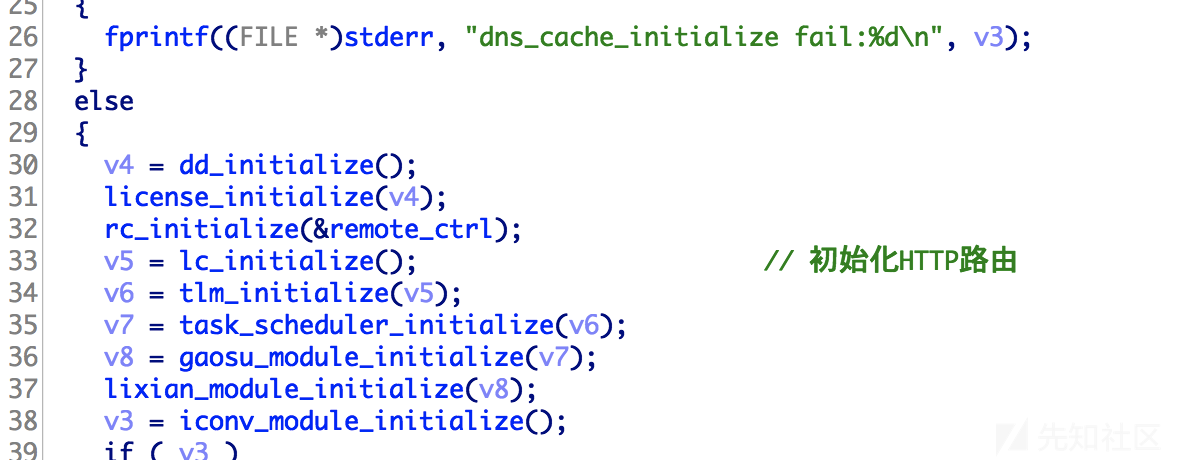 25 {
26 fprintf((FILE *)stderr, "dns_cache_initialize fail:%d\n", v3);
27 }
28 else
29 {
30 v4 = dd_initialize();
31 license_initialize(v4);
32 rc_initialize(&remote_ctrl);
33 v5 = lc_initialize(); // 初始化HTTP路由
34 v6 = tlm_initialize(v5);
35 v7 = task_scheduler_initialize(v6);
36 v8 = gaosu_module_initialize(v7);
37 lixian_module_initialize(v8);
38 v3 = iconv_module_initialize();
39 if ( v3 )
先知社区